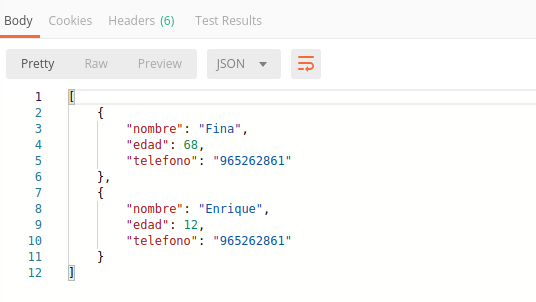 Body Cookies Headers (6) Test Results
Pretty Raw Preview JSON
1 [
2     {
3         "nombre": "Fina",
4         "edad": 68,
5         "telefono": "965262861"
6     },
7     {
8         "nombre": "Enrique",
9         "edad": 12,
10         "telefono": "965262861"
11     }
12 ]